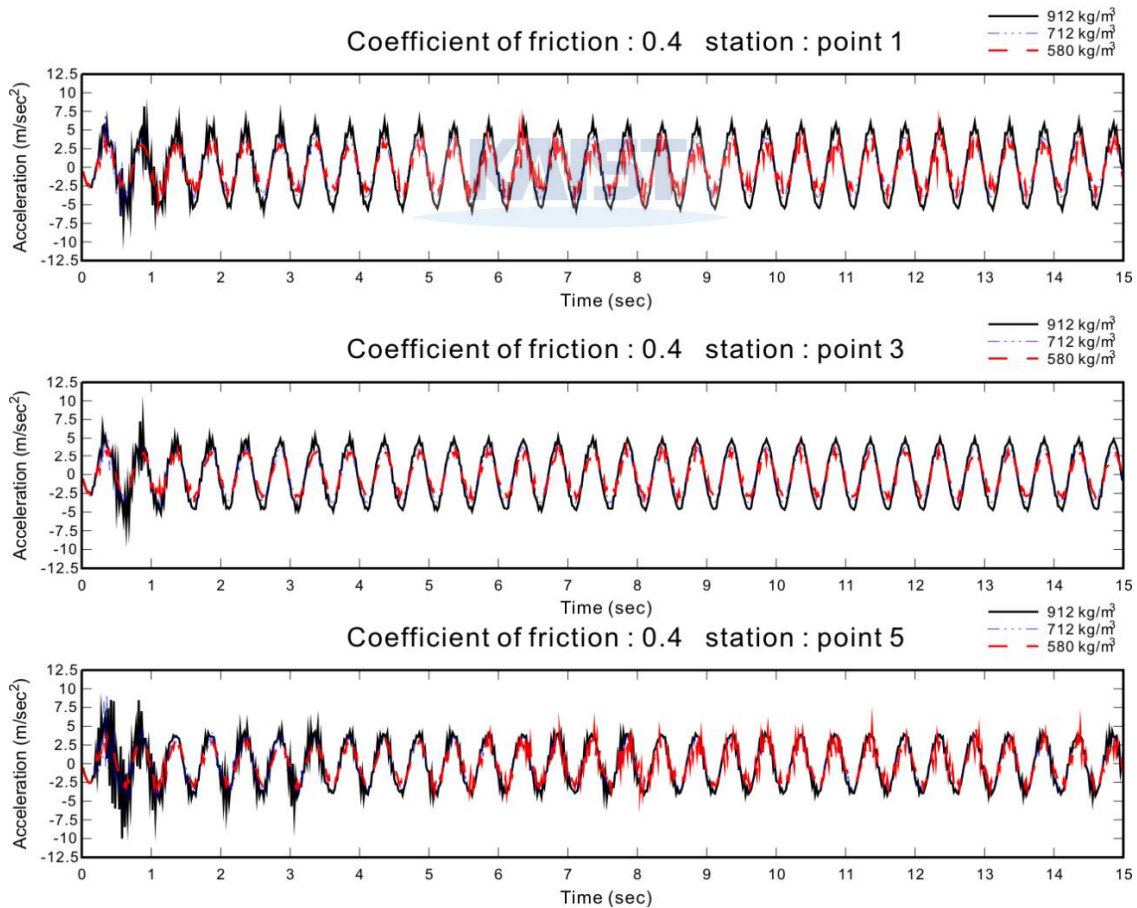 912 kg/m³
712 kg/m³
580 kg/m³
Coefficient of friction : 0.4 station : point 1
Acceleration (m/sec²)
12.5
10
7.5
5
2.5
0
-2.5
-5
-7.5
-10
-12.5
0 1 2 3 4 5 6 7 8 9 10 11 12 13 14 15
Time (sec)
KAIST
912 kg/m³
712 kg/m³
580 kg/m³
Coefficient of friction : 0.4 station : point 3
Acceleration (m/sec²)
12.5
10
7.5
5
2.5
0
-2.5
-5
-7.5
-10
-12.5
0 1 2 3 4 5 6 7 8 9 10 11 12 13 14 15
Time (sec)
912 kg/m³
712 kg/m³
580 kg/m³
Coefficient of friction : 0.4 station : point 5
Acceleration (m/sec²)
12.5
10
7.5
5
2.5
0
-2.5
-5
-7.5
-10
-12.5
0 1 2 3 4 5 6 7 8 9 10 11 12 13 14 15
Time (sec)